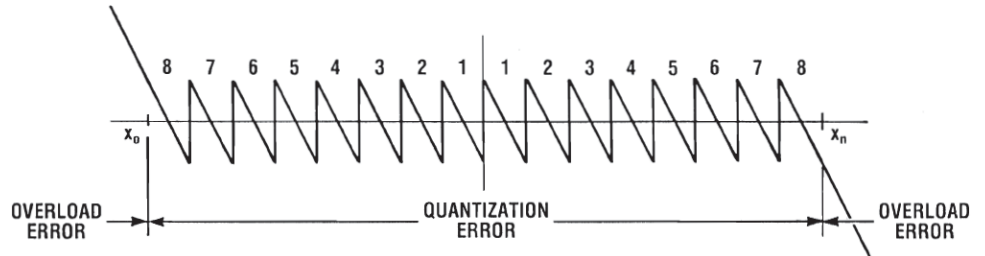 8 7 6 5 4 3 2 1 1 2 3 4 5 6 7 8
x₀ xₙ
OVERLOAD
ERROR
QUANTIZATION
ERROR
OVERLOAD
ERROR